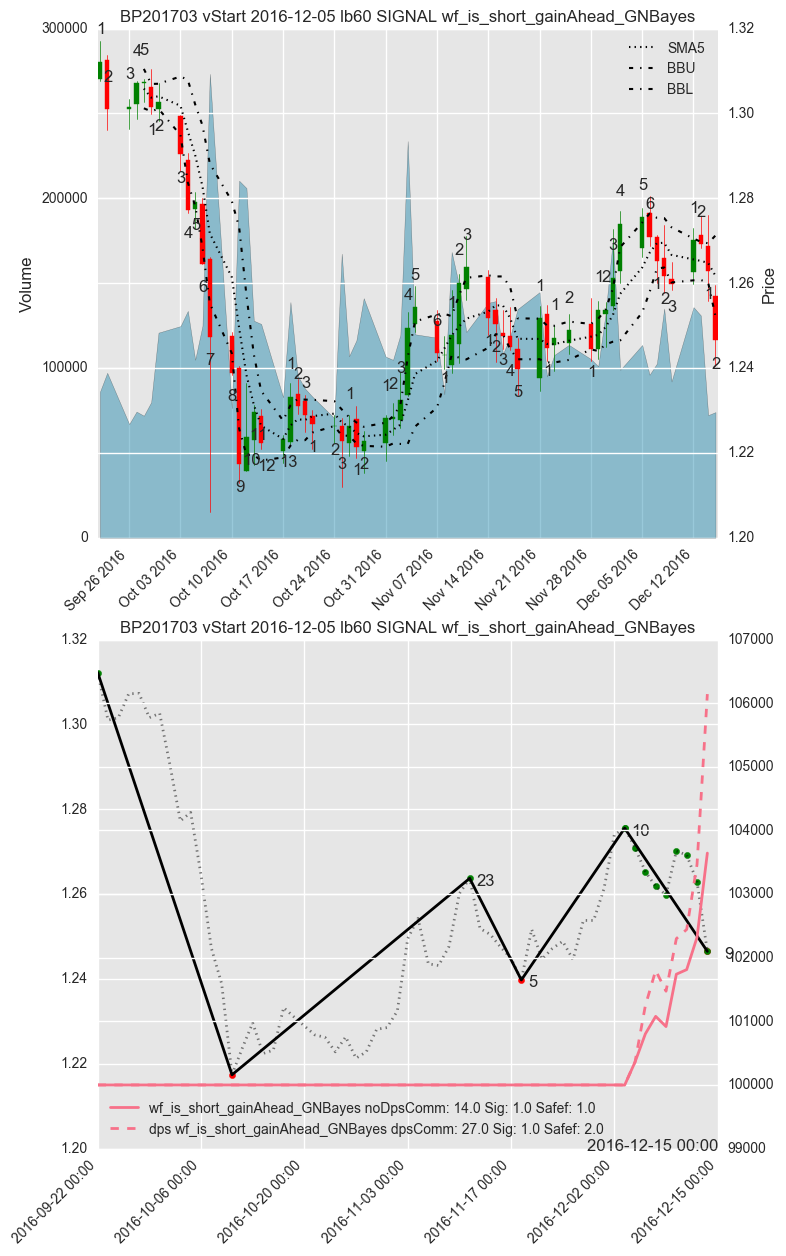 BP201703 vStart 2016-12-05 lb60 SIGNAL wf_is_short_gainAhead_GNBayes
SMA5
BBU
BBL
300000
200000
100000
0
Volume
1.32
1.30
1.28
1.26
1.24
1.22
1.20
Price
Sep 26 2016
Oct 03 2016
Oct 10 2016
Oct 17 2016
Oct 24 2016
Oct 31 2016
Nov 07 2016
Nov 14 2016
Nov 21 2016
Nov 28 2016
Dec 05 2016
Dec 12 2016
BP201703 vStart 2016-12-05 lb60 SIGNAL wf_is_short_gainAhead_GNBayes
1.32
1.30
1.28
1.26
1.24
1.22
1.20
107000
106000
105000
104000
103000
102000
101000
100000
99000
23
5
10
9
8
wf_is_short_gainAhead_GNBayes noDpsComm: 14.0 Sig: 1.0 Safef: 1.0
dps wf_is_short_gainAhead_GNBayes dpsComm: 27.0 Sig: 1.0 Safef: 2.0
2016-12-15 00:00
2016-09-22 00:00
2016-10-06 00:00
2016-10-20 00:00
2016-11-03 00:00
2016-11-17 00:00
2016-12-02 00:00
2016-12-15 00:00